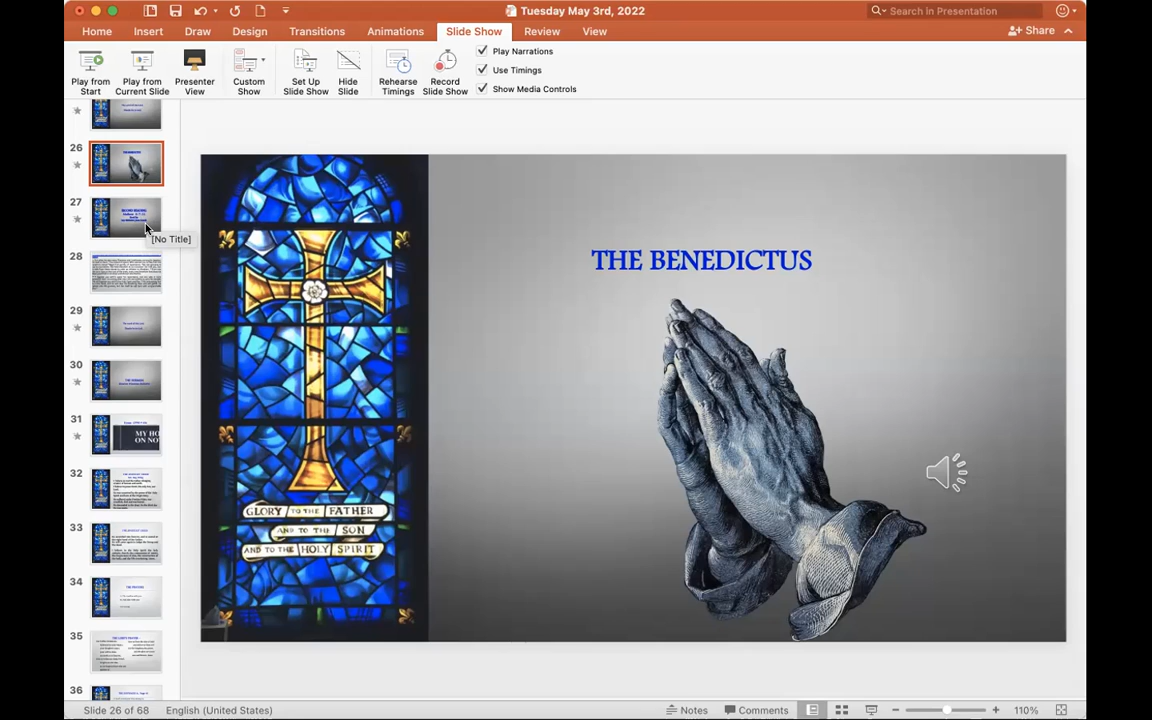 Tuesday May 3rd, 2022
Search in Presentation
Home Insert Draw Design Transitions Animations Slide Show Review View
Share
Play from Start
Play from Current Slide
Presenter View
Custom Show
Set Up Slide Show
Hide Slide
Rehearse Timings
Record Slide Show
Play Narrations
Use Timings
Show Media Controls
26
27
[No Title]
28
29
30
31
MY HO
ON NO
32
33
34
35
36
THE BENEDICTUS
GLORY TO THE FATHER
AND TO THE SON
AND TO THE HOLY SPIRIT
Slide 26 of 68
English (United States)
Notes
Comments
110%